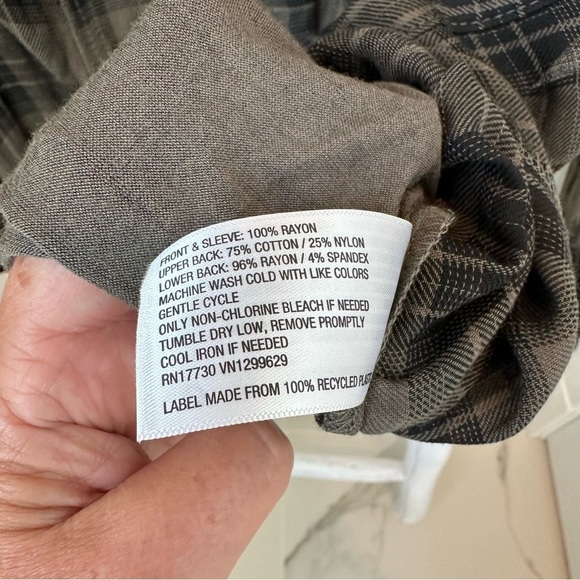 FRONT & SLEEVE: 100% RAYON
UPPER BACK: 75% COTTON / 25% NYLON
LOWER BACK: 96% RAYON / 4% SPANDEX
MACHINE WASH COLD WITH LIKE COLORS
GENTLE CYCLE
ONLY NON-CHLORINE BLEACH IF NEEDED
TUMBLE DRY LOW, REMOVE PROMPTLY
COOL IRON IF NEEDED
RN17730 VN1299629
LABEL MADE FROM 100% RECYCLED